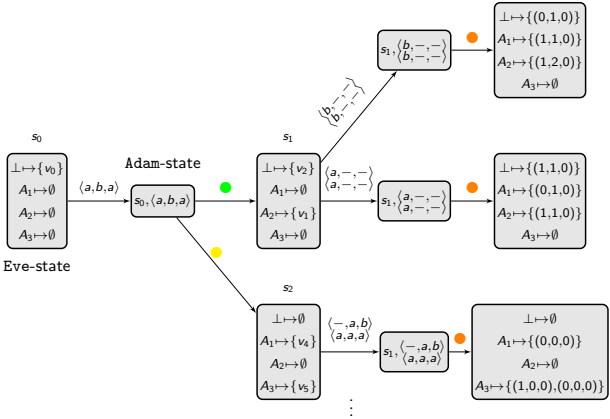 s₀
⊥↦{v₀}
A₁↦∅
A₂↦∅
A₃↦∅
Eve-state
⟨a,b,a⟩
Adam-state
s₀,⟨a,b,a⟩
s₁
⊥↦{v₂}
A₁↦∅
A₂↦{v₁}
A₃↦∅
⟨b,−,−⟩
⟨b,−,−⟩
s₁,⟨b,−,−⟩
⟨b,−,−⟩
⊥↦{(0,1,0)}
A₁↦{(1,1,0)}
A₂↦{(1,2,0)}
A₃↦∅
⟨a,−,−⟩
⟨a,−,−⟩
s₁,⟨a,−,−⟩
⟨a,−,−⟩
⊥↦{(1,1,0)}
A₁↦{(0,1,0)}
A₂↦{(1,1,0)}
A₃↦∅
s₂
⊥↦∅
A₁↦{v₄}
A₂↦∅
A₃↦{v₅}
⟨−,a,b⟩
⟨a,a,a⟩
s₁,⟨−,a,b⟩
⟨a,a,a⟩
⊥↦∅
A₁↦{(0,0,0)}
A₂↦∅
A₃↦{(1,0,0),(0,0,0)}
⋮